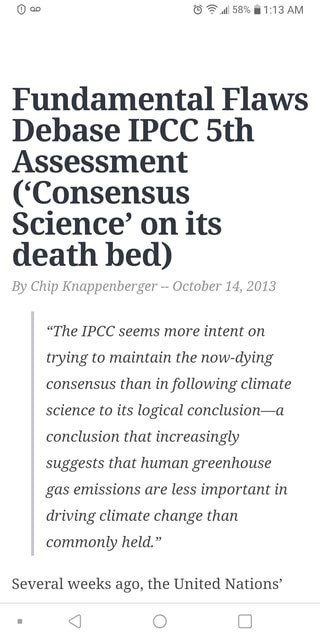 58% 1:13 AM
Fundamental Flaws
Debase IPCC 5th
Assessment
(‘Consensus
Science’ on its
death bed)
By Chip Knappenberger -- October 14, 2013
“The IPCC seems more intent on
trying to maintain the now-dying
consensus than in following climate
science to its logical conclusion—a
conclusion that increasingly
suggests that human greenhouse
gas emissions are less important in
driving climate change than
commonly held.”
Several weeks ago, the United Nations’